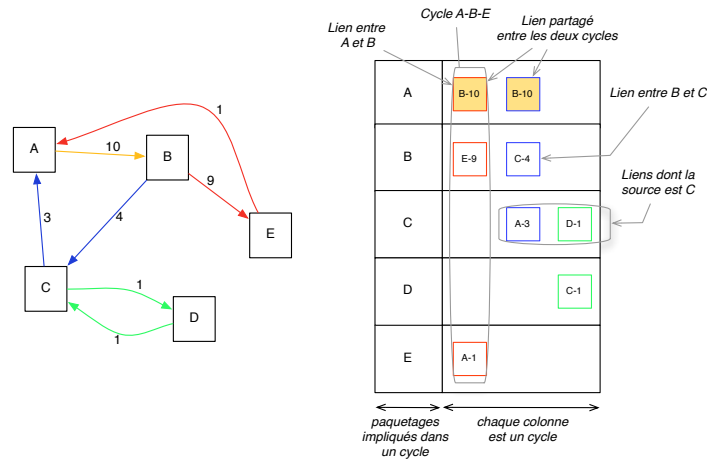 A
B
C
D
E
10
1
9
4
3
1
1
Cycle A-B-E
Lien entre
A et B
Lien partagé
entre les deux cycles
Lien entre B et C
Liens dont la
source est C
A
B-10
B-10
B
E-9
C-4
C
A-3
D-1
D
C-1
E
A-1
paquetages
impliqués dans
un cycle
chaque colonne
est un cycle